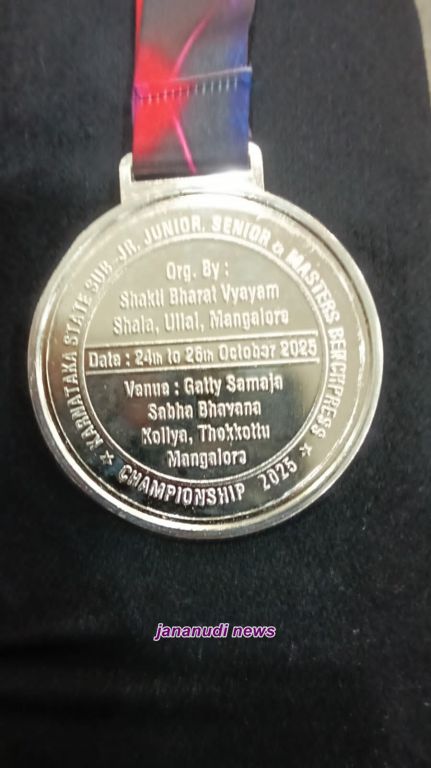 KARNATAKA STATE SUB-JR, JUNIOR, SENIOR & MASTERS BENCHPRESS
CHAMPIONSHIP 2025
Org. By :
Shakti Bharat Vyayam
Shala, Ullal, Mangalore
Date : 24th to 26th October 2025
Venue : Gatty Samaja
Sabha Bhavana
Kollya, Thokkottu
Mangalore
jananudi news